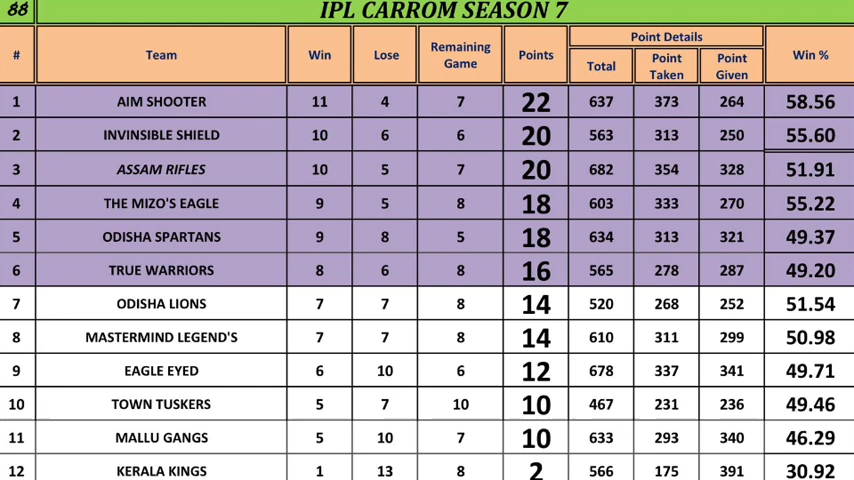 88 IPL CARROM SEASON 7
# Team Win Lose Remaining Game Points Point Details Win %
Total Point Taken Point Given
1 AIM SHOOTER 11 4 7 22 637 373 264 58.56
2 INVINSIBLE SHIELD 10 6 6 20 563 313 250 55.60
3 ASSAM RIFLES 10 5 7 20 682 354 328 51.91
4 THE MIZO'S EAGLE 9 5 8 18 603 333 270 55.22
5 ODISHA SPARTANS 9 8 5 18 634 313 321 49.37
6 TRUE WARRIORS 8 6 8 16 565 278 287 49.20
7 ODISHA LIONS 7 7 8 14 520 268 252 51.54
8 MASTERMIND LEGEND'S 7 7 8 14 610 311 299 50.98
9 EAGLE EYED 6 10 6 12 678 337 341 49.71
10 TOWN TUSKERS 5 7 10 10 467 231 236 49.46
11 MALLU GANGS 5 10 7 10 633 293 340 46.29
12 KERALA KINGS 1 13 8 2 566 175 391 30.92